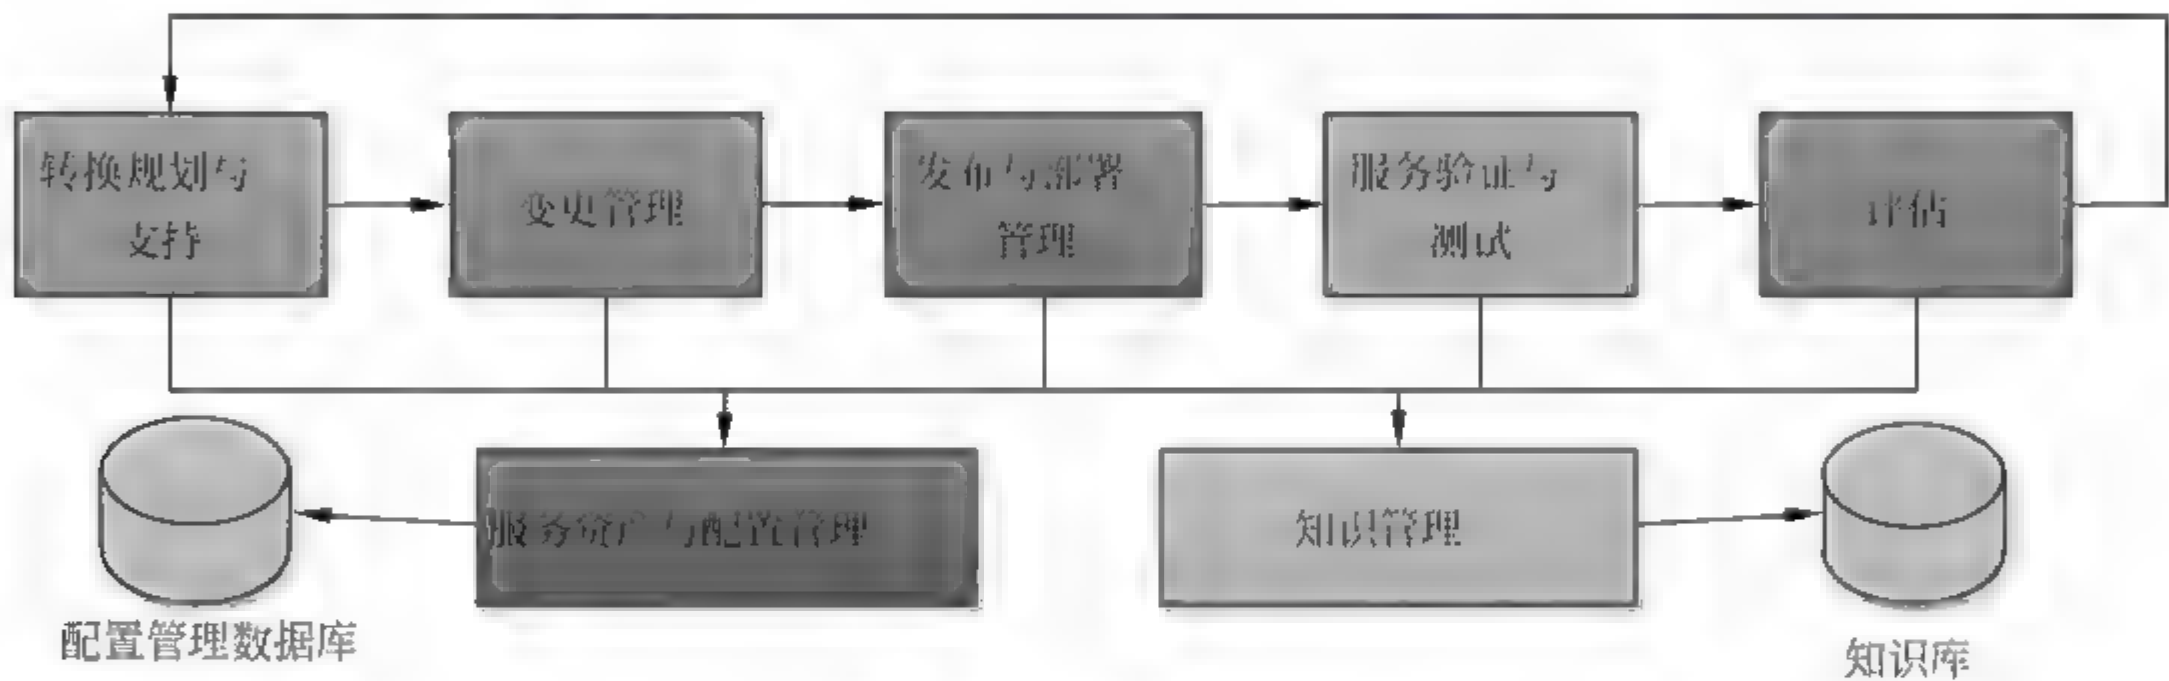 转换规划与
支持
变更管理
发布与部署
管理
服务验证与
测试
评估
服务资产与配置管理
知识管理
配置管理数据库
知识库